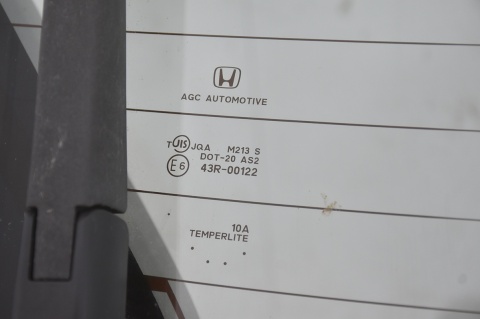 AGC AUTOMOTIVE
T JIS JQA M213 S
DOT-20 AS2
E6 43R-00122
10A
TEMPERLITE